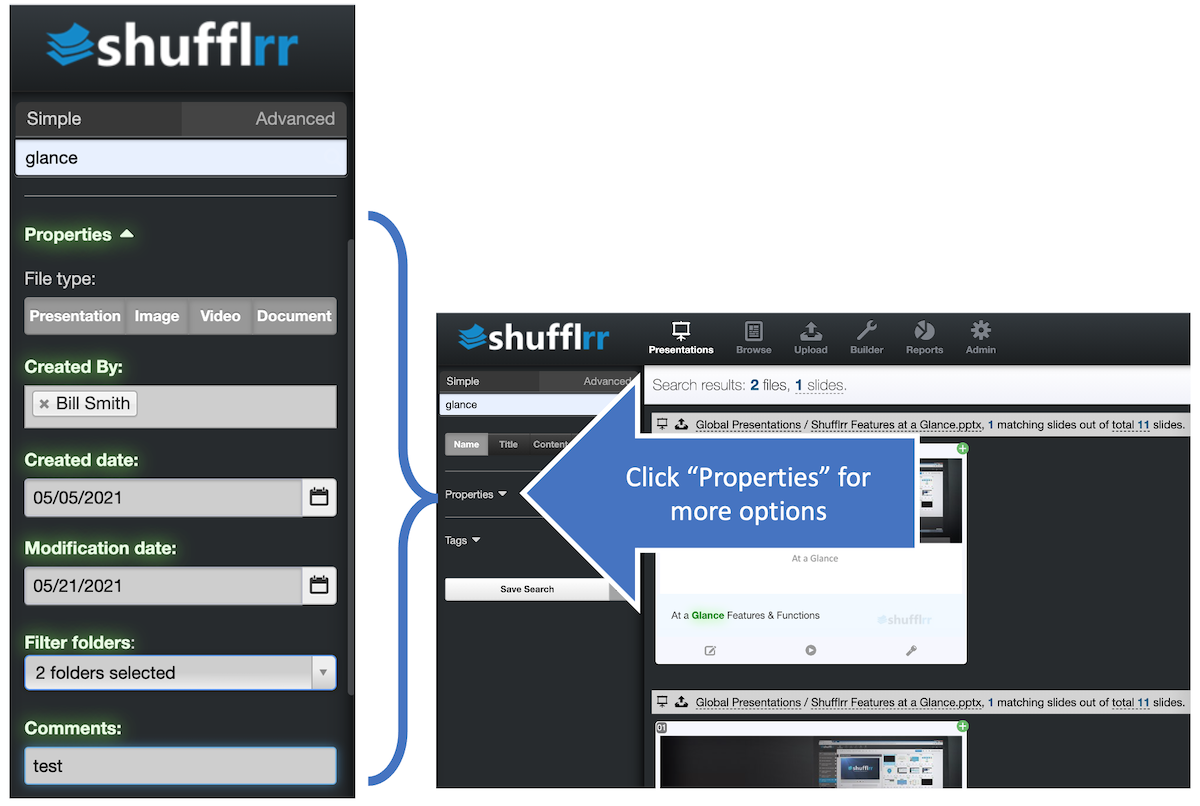 shufflrr
Simple Advanced
glance
Properties
File type:
Presentation Image Video Document
Created By:
× Bill Smith
Created date:
05/05/2021
Modification date:
05/21/2021
Filter folders:
2 folders selected
Comments:
test
shufflrr
Presentations Browse Upload Builder Reports Admin
Simple Advanced
glance
Name Title Content
Properties
Tags
Save Search
Click “Properties” for
more options
Search results: 2 files, 1 slides.
Global Presentations / Shufflrr Features at a Glance.pptx, 1 matching slides out of total 11 slides.
At a Glance
At a Glance Features & Functions
shufflrr
Global Presentations / Shufflrr Features at a Glance.pptx, 1 matching slides out of total 11 slides.
01
shufflrr